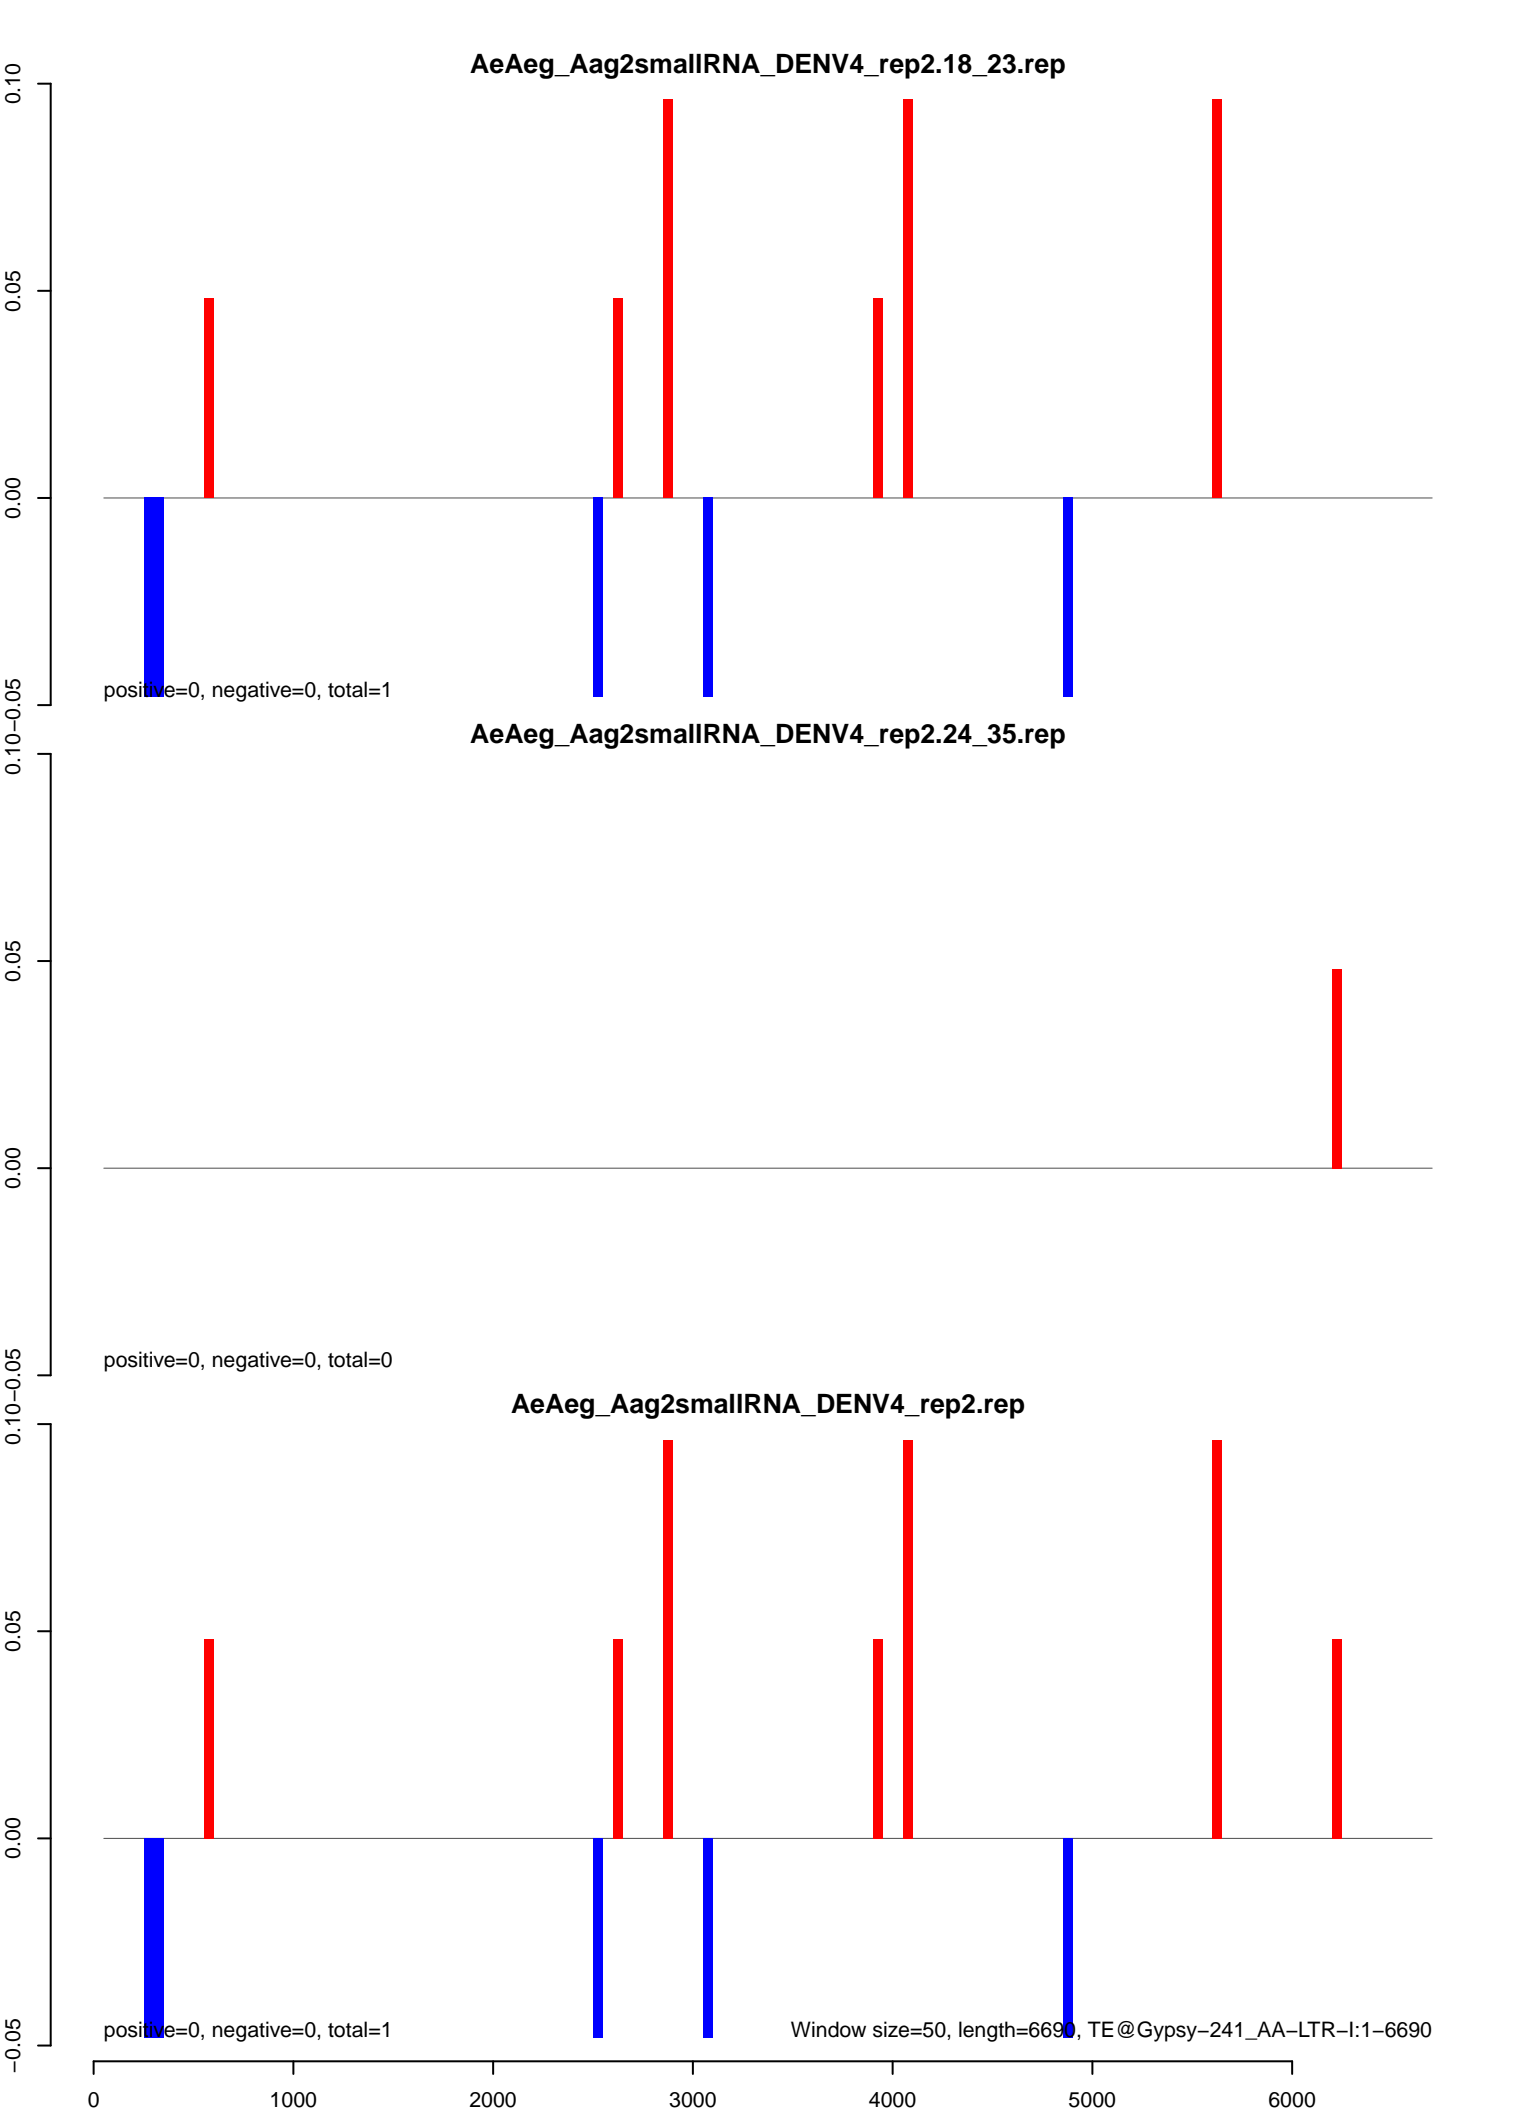 AeAeg_Aag2smallRNA_DENV4_rep2.18_23.rep
0.10
0.05
0.00
−0.05
positive=0, negative=0, total=1
AeAeg_Aag2smallRNA_DENV4_rep2.24_35.rep
0.10
0.05
0.00
−0.05
positive=0, negative=0, total=0
AeAeg_Aag2smallRNA_DENV4_rep2.rep
0.10
0.05
0.00
−0.05
positive=0, negative=0, total=1
Window size=50, length=6690, TE@Gypsy−241_AA−LTR−I:1−6690
0 1000 2000 3000 4000 5000 6000